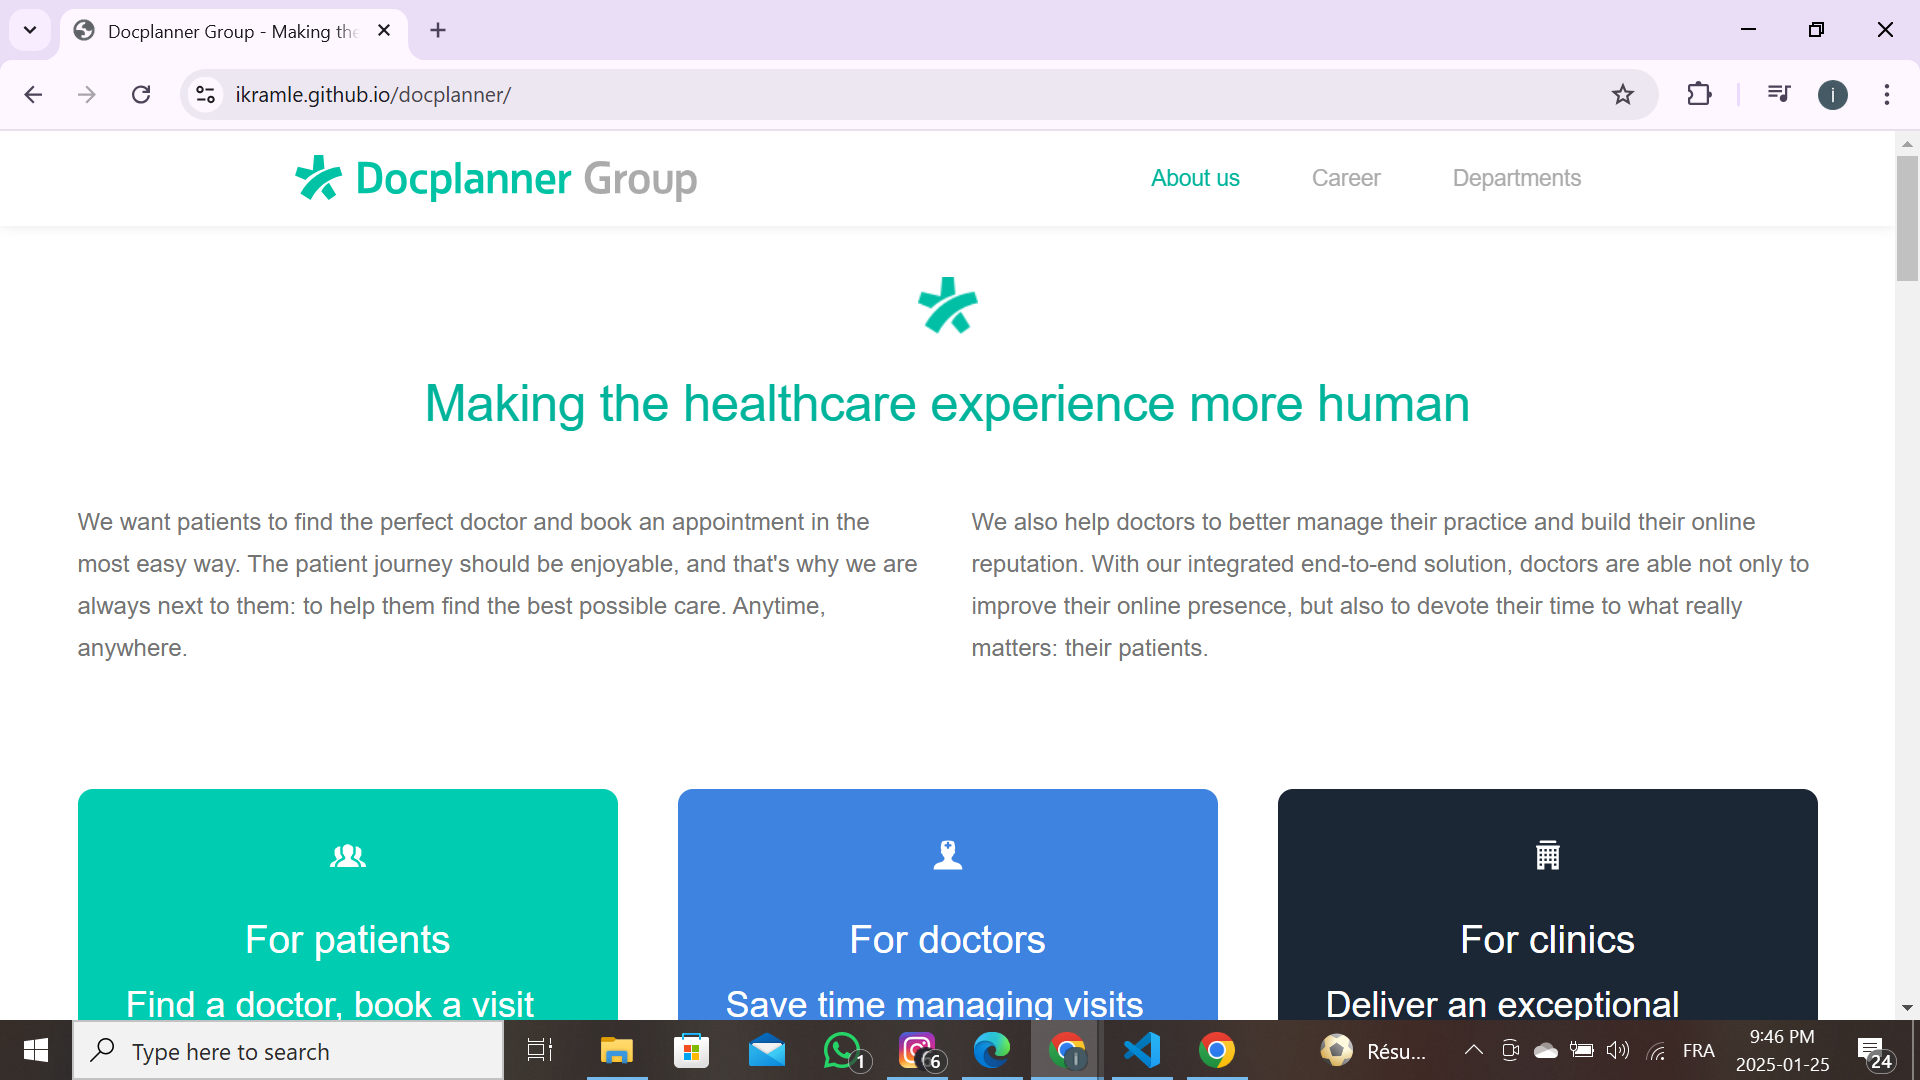 Docplanner Group - Making the
ikramle.github.io/docplanner/
i
Docplanner Group
About us
Career
Departments
Making the healthcare experience more human
We want patients to find the perfect doctor and book an appointment in the
most easy way. The patient journey should be enjoyable, and that's why we are
always next to them: to help them find the best possible care. Anytime,
anywhere.
We also help doctors to better manage their practice and build their online
reputation. With our integrated end-to-end solution, doctors are able not only to
improve their online presence, but also to devote their time to what really
matters: their patients.
For patients
Find a doctor, book a visit
For doctors
Save time managing visits
For clinics
Deliver an exceptional
Type here to search
1
6
i
Résu...
FRA
9:46 PM
2025-01-25
24